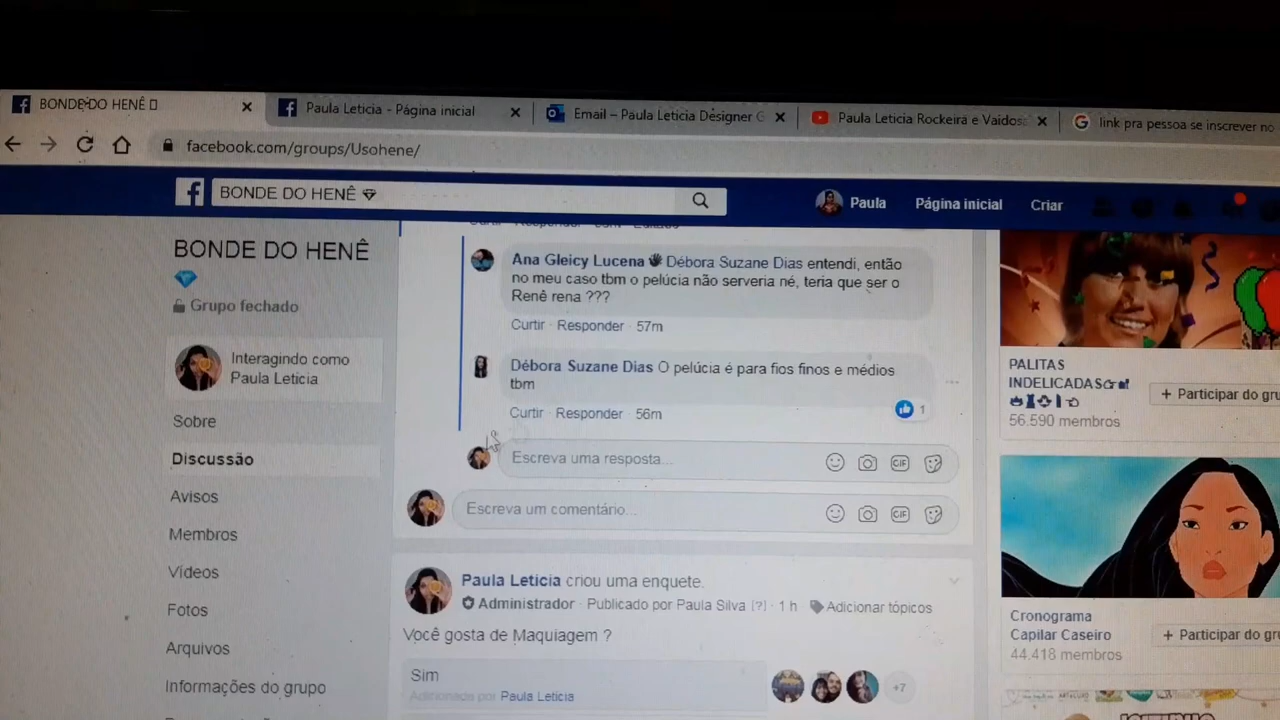 BONDE DO HENÊ
Paula Leticia - Página inicial
Email – Paula Leticia Designer G
Paula Leticia Rockeira e Vaidos
link pra pessoa se inscrever no
facebook.com/groups/Usohene/
BONDE DO HENÊ
Paula
Página inicial
Criar
BONDE DO HENÊ
Grupo fechado
Interagindo como
Paula Leticia
Sobre
Discussão
Avisos
Membros
Vídeos
Fotos
Arquivos
Informações do grupo
Ana Gleicy Lucena Débora Suzane Dias entendi, então
no meu caso tbm o pelúcia não serveria né, teria que ser o
Renê rena ???
Curtir · Responder · 57m
Débora Suzane Dias O pelúcia é para fios finos e médios
tbm
Curtir · Responder · 56m
1
Escreva uma resposta...
GIF
Escreva um comentário...
GIF
Paula Leticia criou uma enquete.
Administrador · Publicado por Paula Silva [?] · 1 h · Adicionar tópicos
Você gosta de Maquiagem ?
Sim
Adicionada por Paula Leticia
+7
PALITAS
INDELICADAS
+ Participar do gru
56.590 membros
Cronograma
Capilar Caseiro
+ Participar do gru
44.418 membros